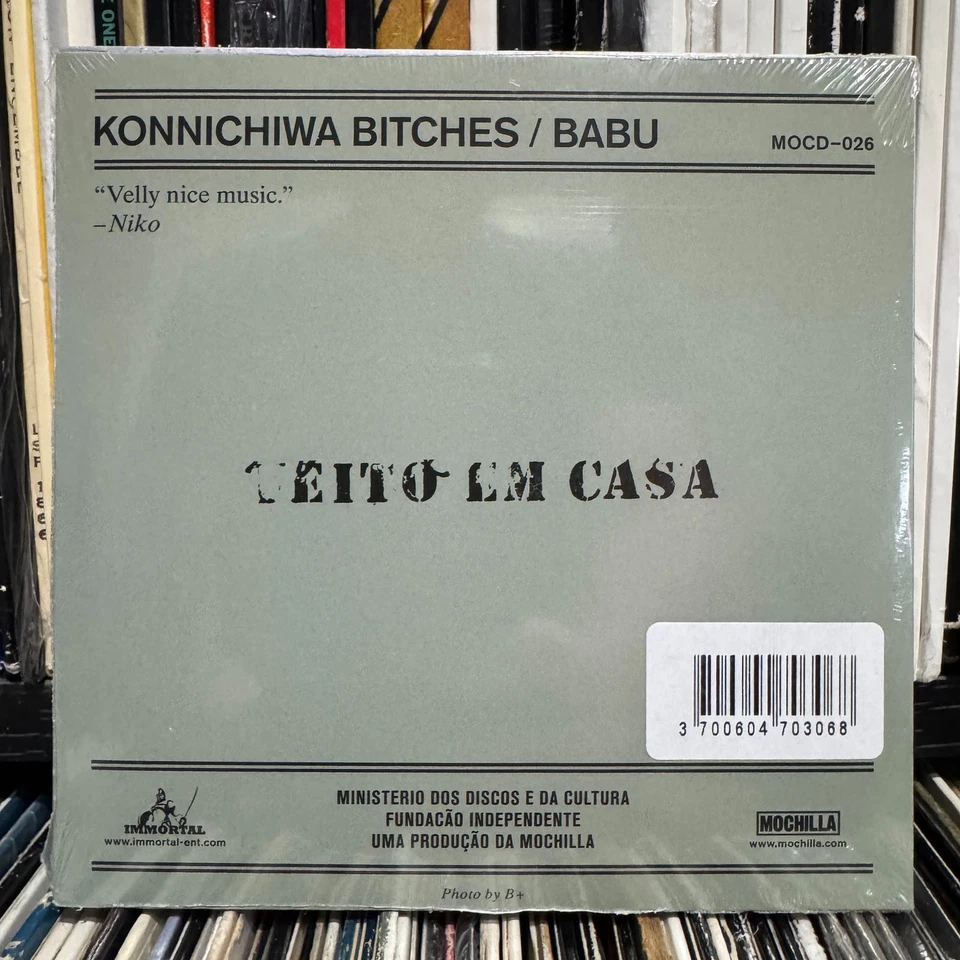 KONNICHIWA BITCHES / BABU
MOCD-026
“Velly nice music.”
–Niko
FEITO EM CASA
3 700604 703068
IMMORTAL
www.immortal-ent.com
MINISTERIO DOS DISCOS E DA CULTURA
FUNDACÃO INDEPENDENTE
UMA PRODUÇÃO DA MOCHILLA
MOCHILLA
www.mochilla.com
Photo by B+